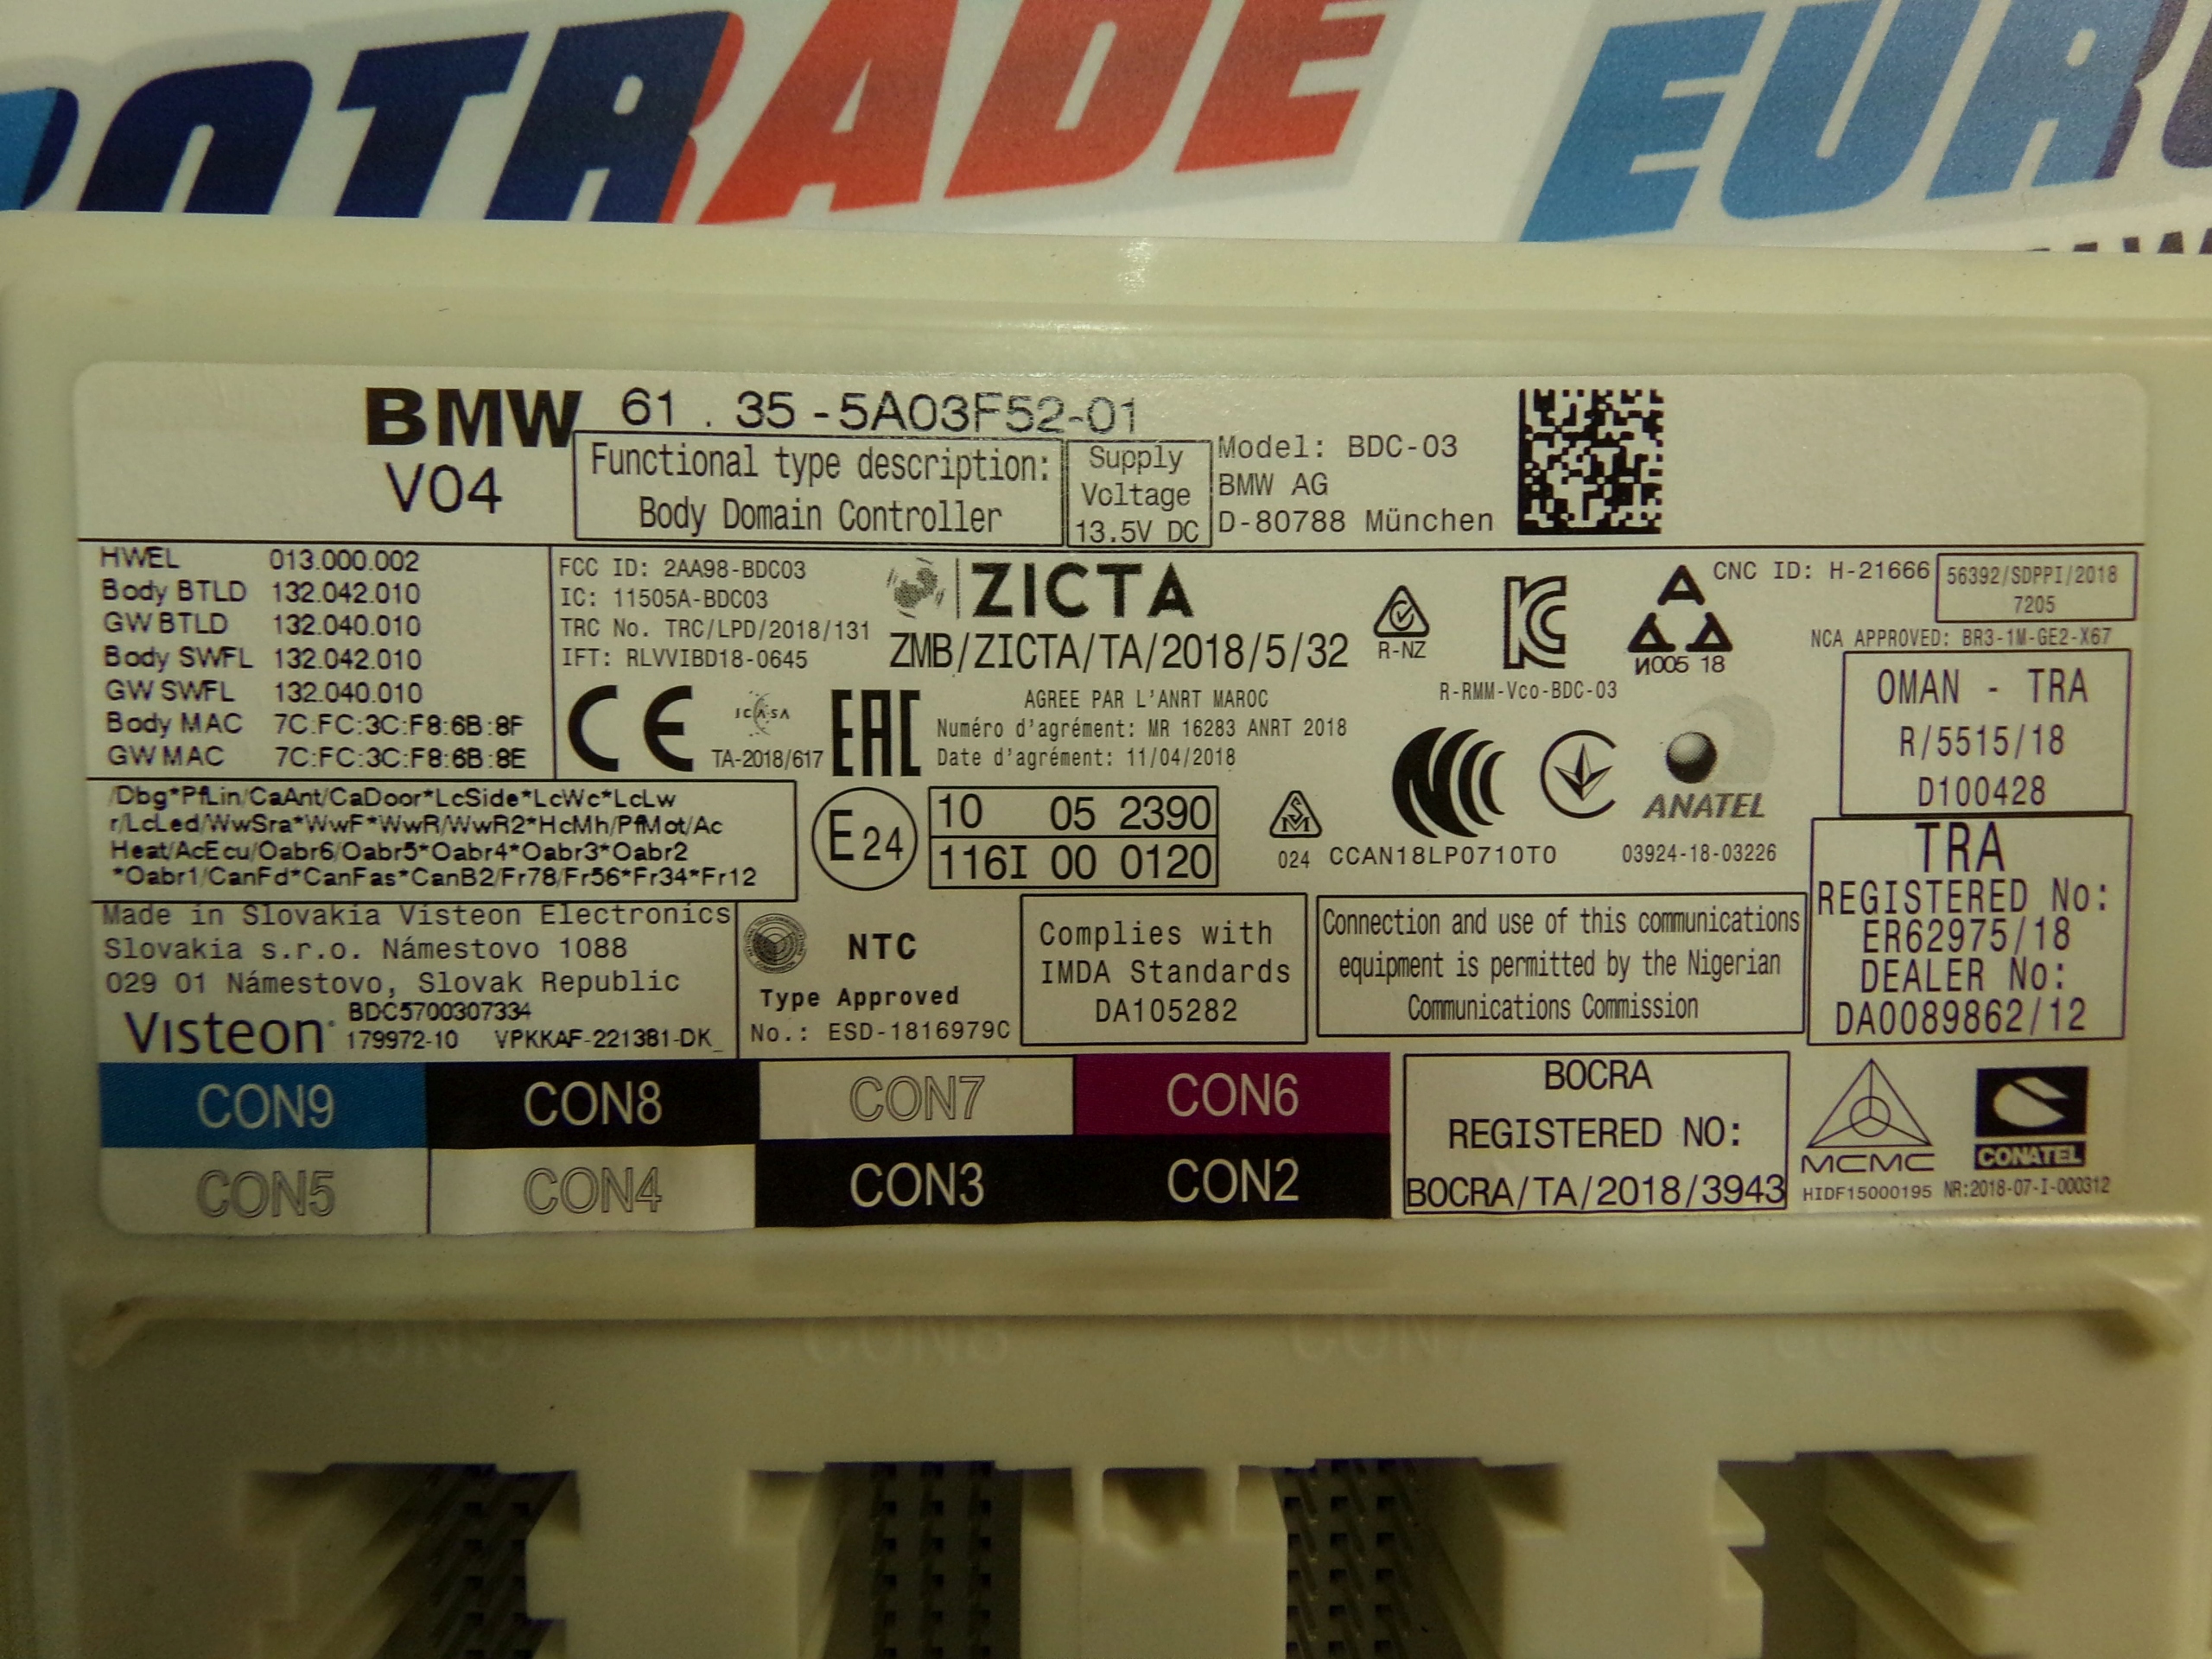 OTRADE EUR
BMW 61 . 35 - 5A03F52-01
V04
Functional type description:
Body Domain Controller
Supply
Voltage
13.5V DC
Model: BDC-03
BMW AG
D-80788 München
HWEL 013.000.002
Body BTLD 132.042.010
GW BTLD 132.040.010
Body SWFL 132.042.010
GW SWFL 132.040.010
Body MAC 7C:FC:3C:F8:6B:8F
GW MAC 7C:FC:3C:F8:6B:8E
FCC ID: 2AA98-BDC03
IC: 11505A-BDC03
TRC No. TRC/LPD/2018/131
IFT: RLVVIBD18-0645
ZICTA
ZMB/ZICTA/TA/2018/5/32
R-NZ
И005 18
CNC ID: H-21666
56392/SDPPI/2018
7205
NCA APPROVED: BR3-1M-GE2-X67
R-RMM-Vco-BDC-03
CE
ICASA
TA-2018/617
EAC
AGREE PAR L'ANRT MAROC
Numéro d'agrément: MR 16283 ANRT 2018
Date d'agrément: 11/04/2018
OMAN - TRA
R/5515/18
D100428
ANATEL
03924-18-03226
/Dbg*PfLin/CaAnt/CaDoor*LcSide*LcWc*LcLw
r/LcLed/WwSra*WwF*WwR/WwR2*HcMh/PfMot/Ac
Heat/AcEcu/Oabr6/Oabr5*Oabr4*Oabr3*Oabr2
*Oabr1/CanFd*CanFas*CanB2/Fr78/Fr56*Fr34*Fr12
E24
10 05 2390
116I 00 0120
024
CCAN18LP0710T0
TRA
REGISTERED No:
ER62975/18
DEALER No:
DA0089862/12
Made in Slovakia Visteon Electronics
Slovakia s.r.o. Námestovo 1088
029 01 Námestovo, Slovak Republic
BDC5700307334
Visteon 179972-10 VPKKAF-221381-DK_
NTC
Type Approved
No.: ESD-1816979C
Complies with
IMDA Standards
DA105282
Connection and use of this communications
equipment is permitted by the Nigerian
Communications Commission
CON9 CON8 CON7 CON6
CON5 CON4 CON3 CON2
BOCRA
REGISTERED NO:
BOCRA/TA/2018/3943
MCMC
HIDF15000195
CONATEL
NR:2018-07-I-000312